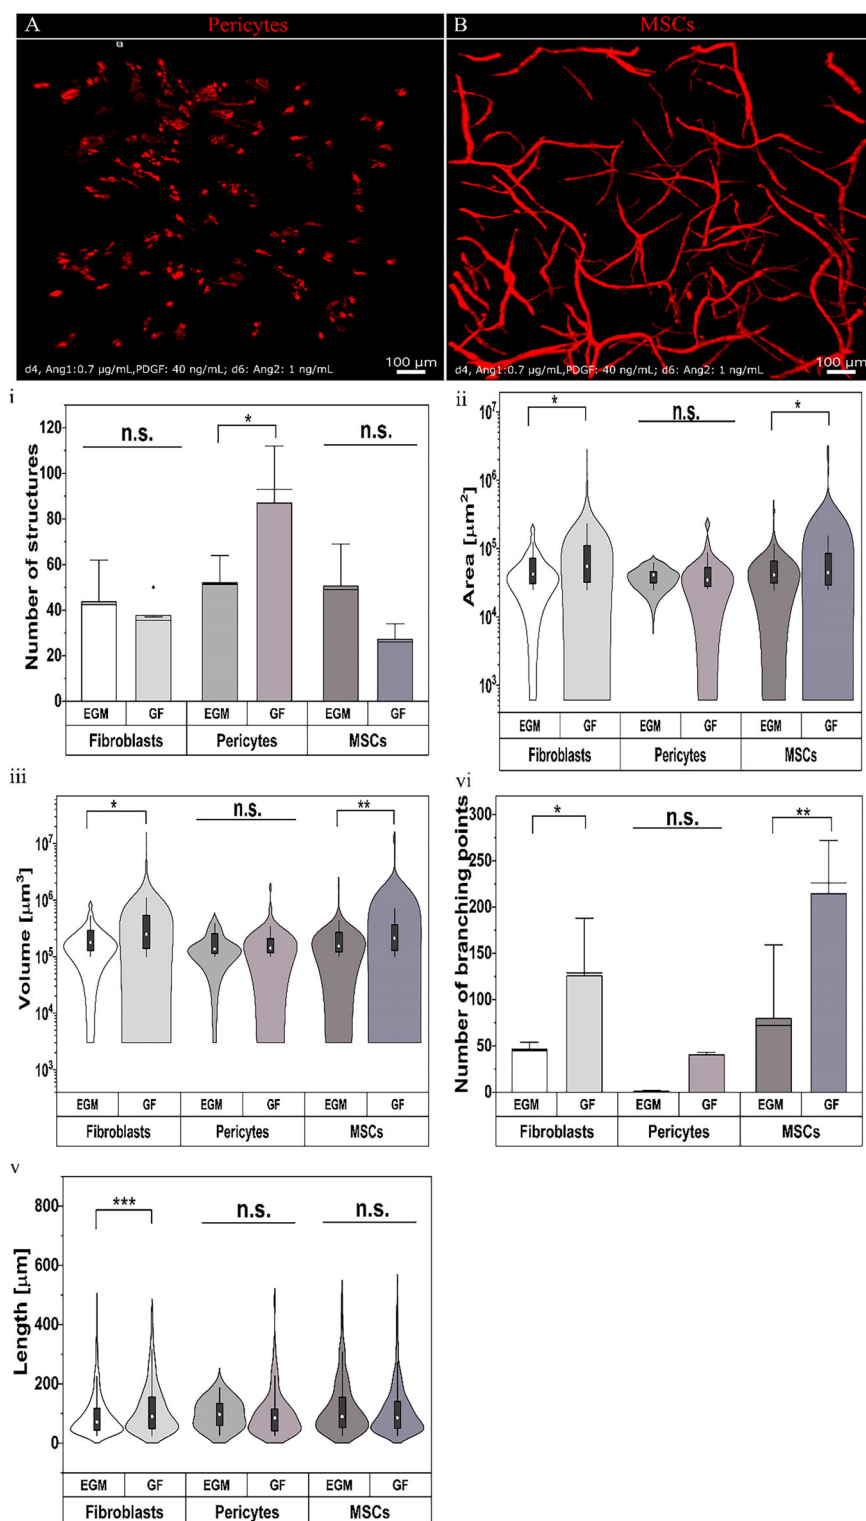 A Pericytes
B MSCs
d4, Ang1:0.7 µg/mL,PDGF: 40 ng/mL; d6: Ang2: 1 ng/mL
100 µm
d4, Ang1:0.7 µg/mL,PDGF: 40 ng/mL; d6: Ang2: 1 ng/mL
100 µm
i
Number of structures
120
100
80
60
40
20
0
n.s.
*
n.s.
EGM GF EGM GF EGM GF
Fibroblasts Pericytes MSCs
ii
Area [µm²]
10⁷
10⁶
10⁵
10⁴
10³
*
n.s.
*
EGM GF EGM GF EGM GF
Fibroblasts Pericytes MSCs
iii
Volume [µm³]
10⁷
10⁶
10⁵
10⁴
10³
*
n.s.
**
EGM GF EGM GF EGM GF
Fibroblasts Pericytes MSCs
vi
Number of branching points
300
250
200
150
100
50
0
*
n.s.
**
EGM GF EGM GF EGM GF
Fibroblasts Pericytes MSCs
v
Length [µm]
800
600
400
200
0
***
n.s.
n.s.
EGM GF EGM GF EGM GF
Fibroblasts Pericytes MSCs